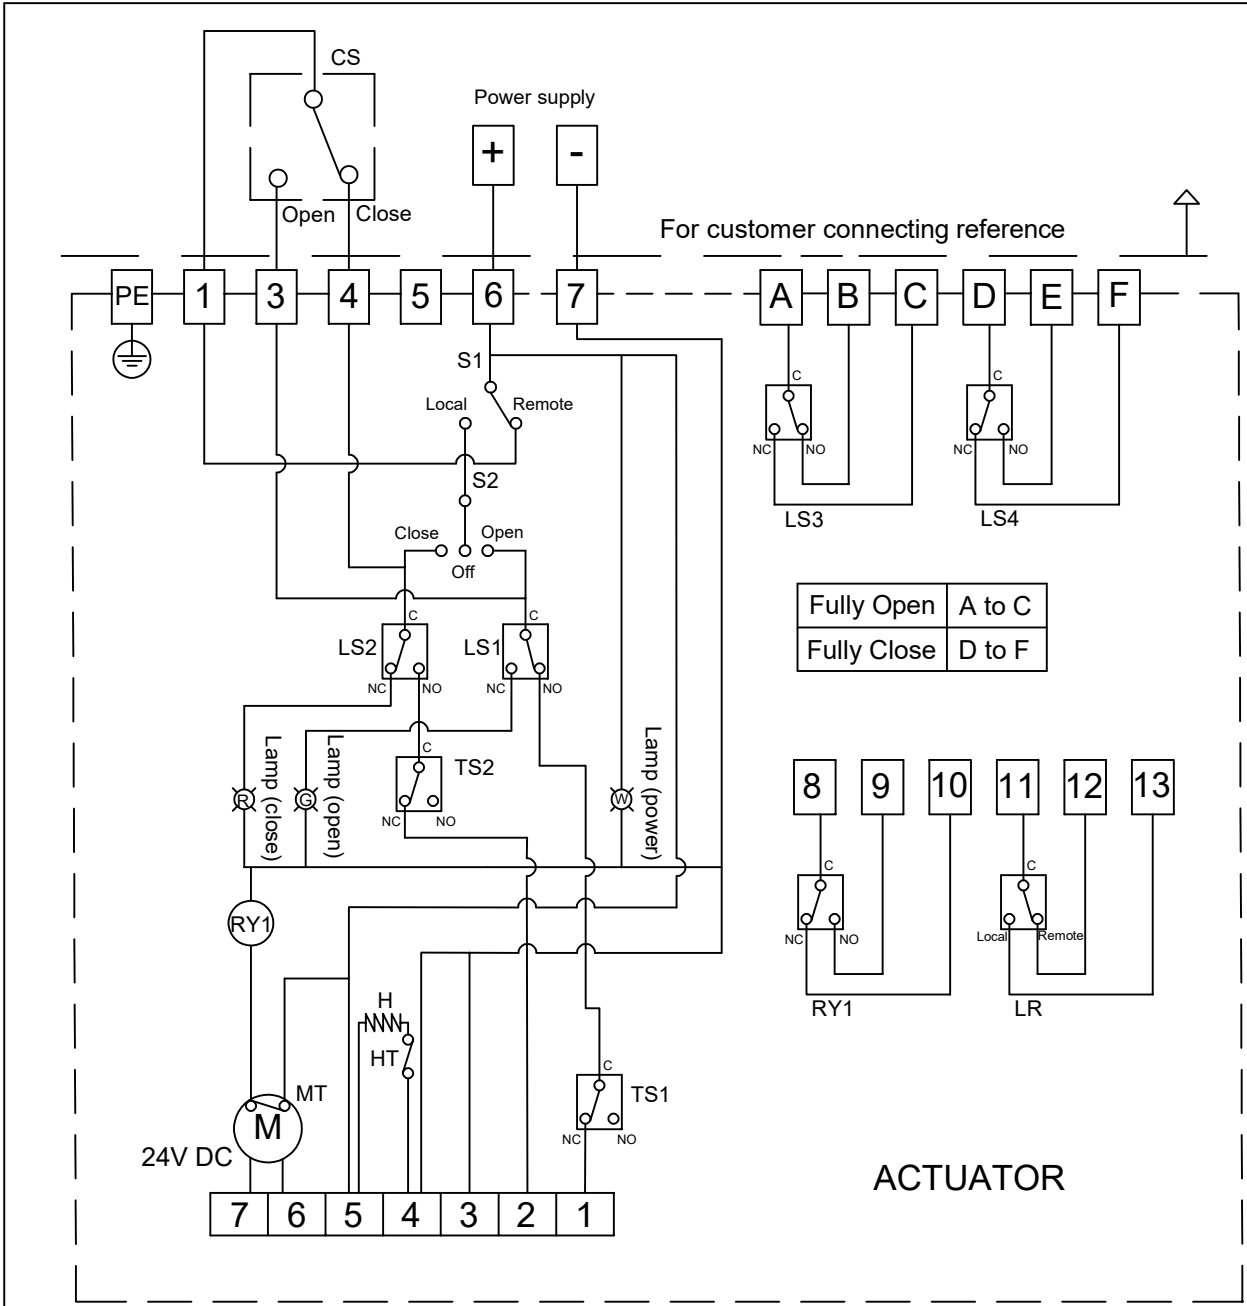 CS
Power supply
+ -
Open Close
For customer connecting reference
PE 1 3 4 5 6 7 A B C D E F
S1
Local Remote
C C
NC NO NC NO
S2
LS3 LS4
Close Open
Off
Fully Open A to C
Fully Close D to F
C C
LS2 LS1
NC NO NC NO
Lamp (close)
Lamp (open)
Lamp (power)
C
TS2
R G W
NC NO
8 9 10 11 12 13
C C
RY1
NC NO Local Remote
RY1 LR
H
HT
C
MT
TS1
M
NC NO
24V DC
ACTUATOR
7 6 5 4 3 2 1